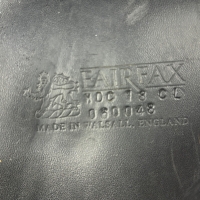 FAIRFAX
MOC 18 CL
060048
MADE IN WALSALL, ENGLAND